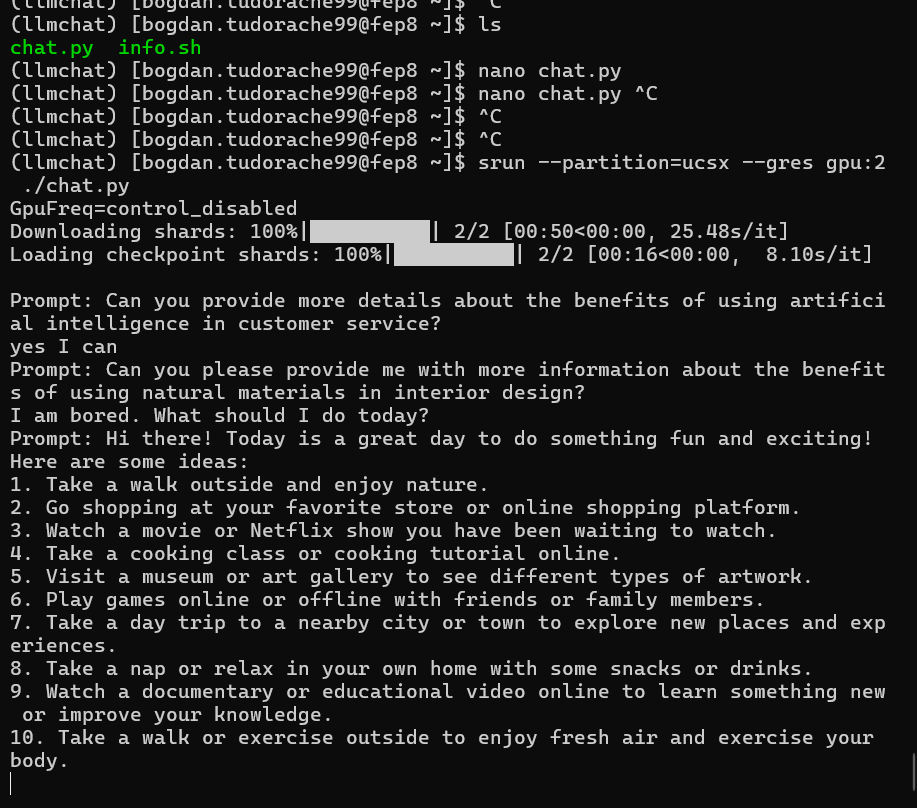 (llmchat) [bogdan.tudorache99@fep8 ~]$ ^C
(llmchat) [bogdan.tudorache99@fep8 ~]$ ls
chat.py  info.sh
(llmchat) [bogdan.tudorache99@fep8 ~]$ nano chat.py
(llmchat) [bogdan.tudorache99@fep8 ~]$ nano chat.py ^C
(llmchat) [bogdan.tudorache99@fep8 ~]$ ^C
(llmchat) [bogdan.tudorache99@fep8 ~]$ ^C
(llmchat) [bogdan.tudorache99@fep8 ~]$ srun --partition=ucsx --gres gpu:2
 ./chat.py
GpuFreq=control_disabled
Downloading shards: 100%|██████████| 2/2 [00:50<00:00, 25.48s/it]
Loading checkpoint shards: 100%|██████████| 2/2 [00:16<00:00,  8.10s/it]
Prompt: Can you provide more details about the benefits of using artifici
al intelligence in customer service?
yes I can
Prompt: Can you please provide me with more information about the benefit
s of using natural materials in interior design?
I am bored. What should I do today?
Prompt: Hi there! Today is a great day to do something fun and exciting!
Here are some ideas:
1. Take a walk outside and enjoy nature.
2. Go shopping at your favorite store or online shopping platform.
3. Watch a movie or Netflix show you have been waiting to watch.
4. Take a cooking class or cooking tutorial online.
5. Visit a museum or art gallery to see different types of artwork.
6. Play games online or offline with friends or family members.
7. Take a day trip to a nearby city or town to explore new places and exp
eriences.
8. Take a nap or relax in your own home with some snacks or drinks.
9. Watch a documentary or educational video online to learn something new
 or improve your knowledge.
10. Take a walk or exercise outside to enjoy fresh air and exercise your
body.